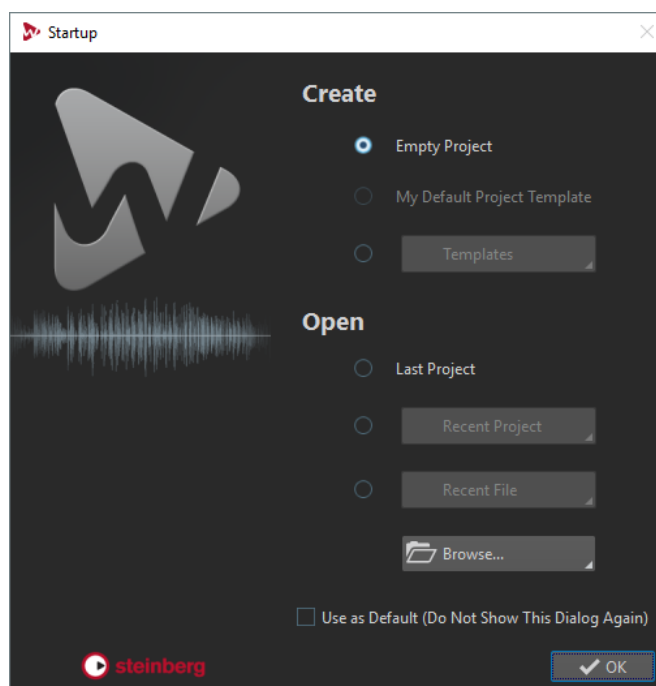 Startup
Create
Empty Project
My Default Project Template
Templates
Open
Last Project
Recent Project
Recent File
Browse...
Use as Default (Do Not Show This Dialog Again)
steinberg
OK